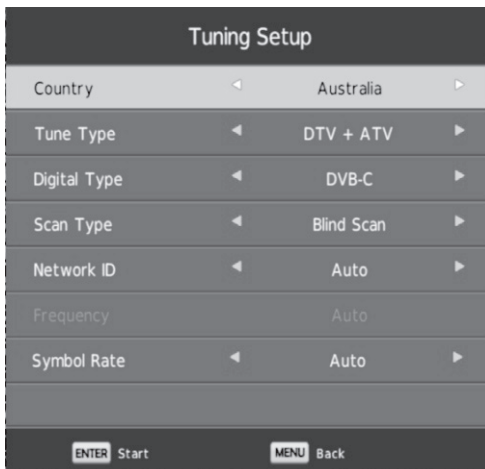 Tuning Setup
Country Australia
Tune Type DTV + ATV
Digital Type DVB-C
Scan Type Blind Scan
Network ID Auto
Frequency Auto
Symbol Rate Auto
ENTER Start MENU Back